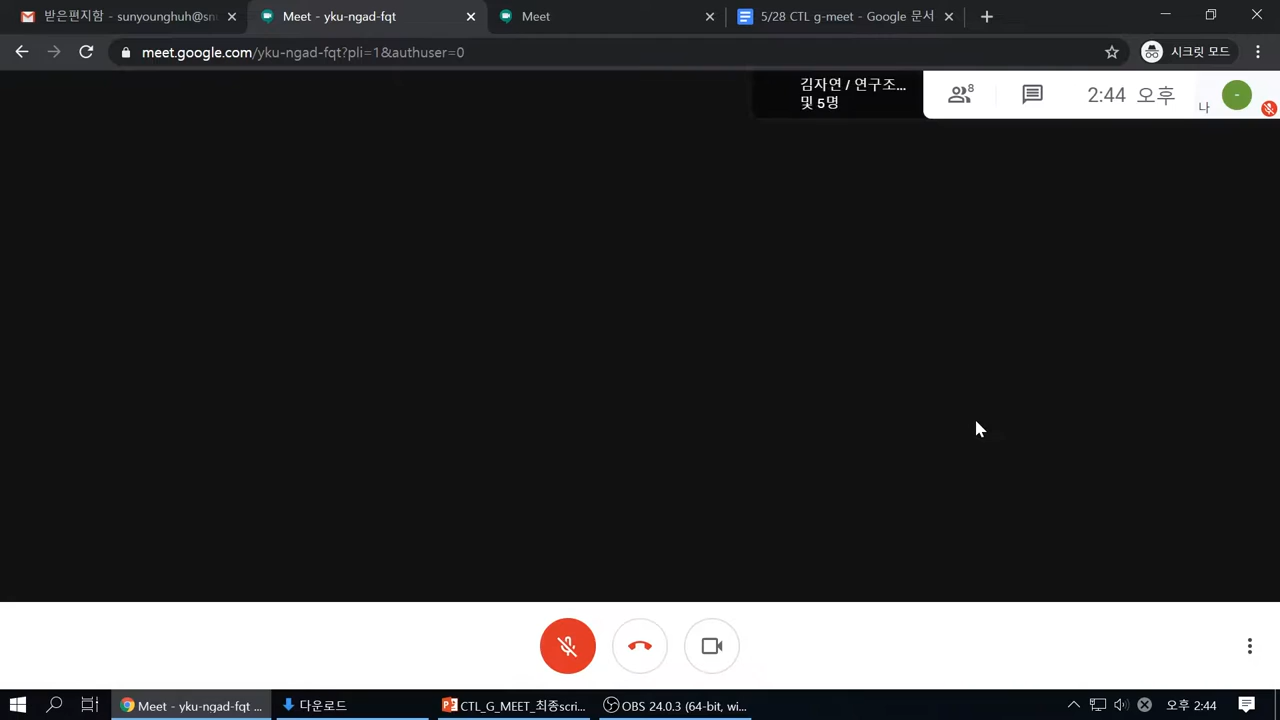 받은편지함 - sunyounghuh@sn
Meet - yku-ngad-fqt
Meet
5/28 CTL g-meet - Google 문서
meet.google.com/yku-ngad-fqt?pli=1&authuser=0
시크릿 모드
김자연 / 연구조...
및 5명
8
2:44 오후
나
Meet - yku-ngad-fqt ...
다운로드
CTL_G_MEET_최종scri...
OBS 24.0.3 (64-bit, wi...
오후 2:44